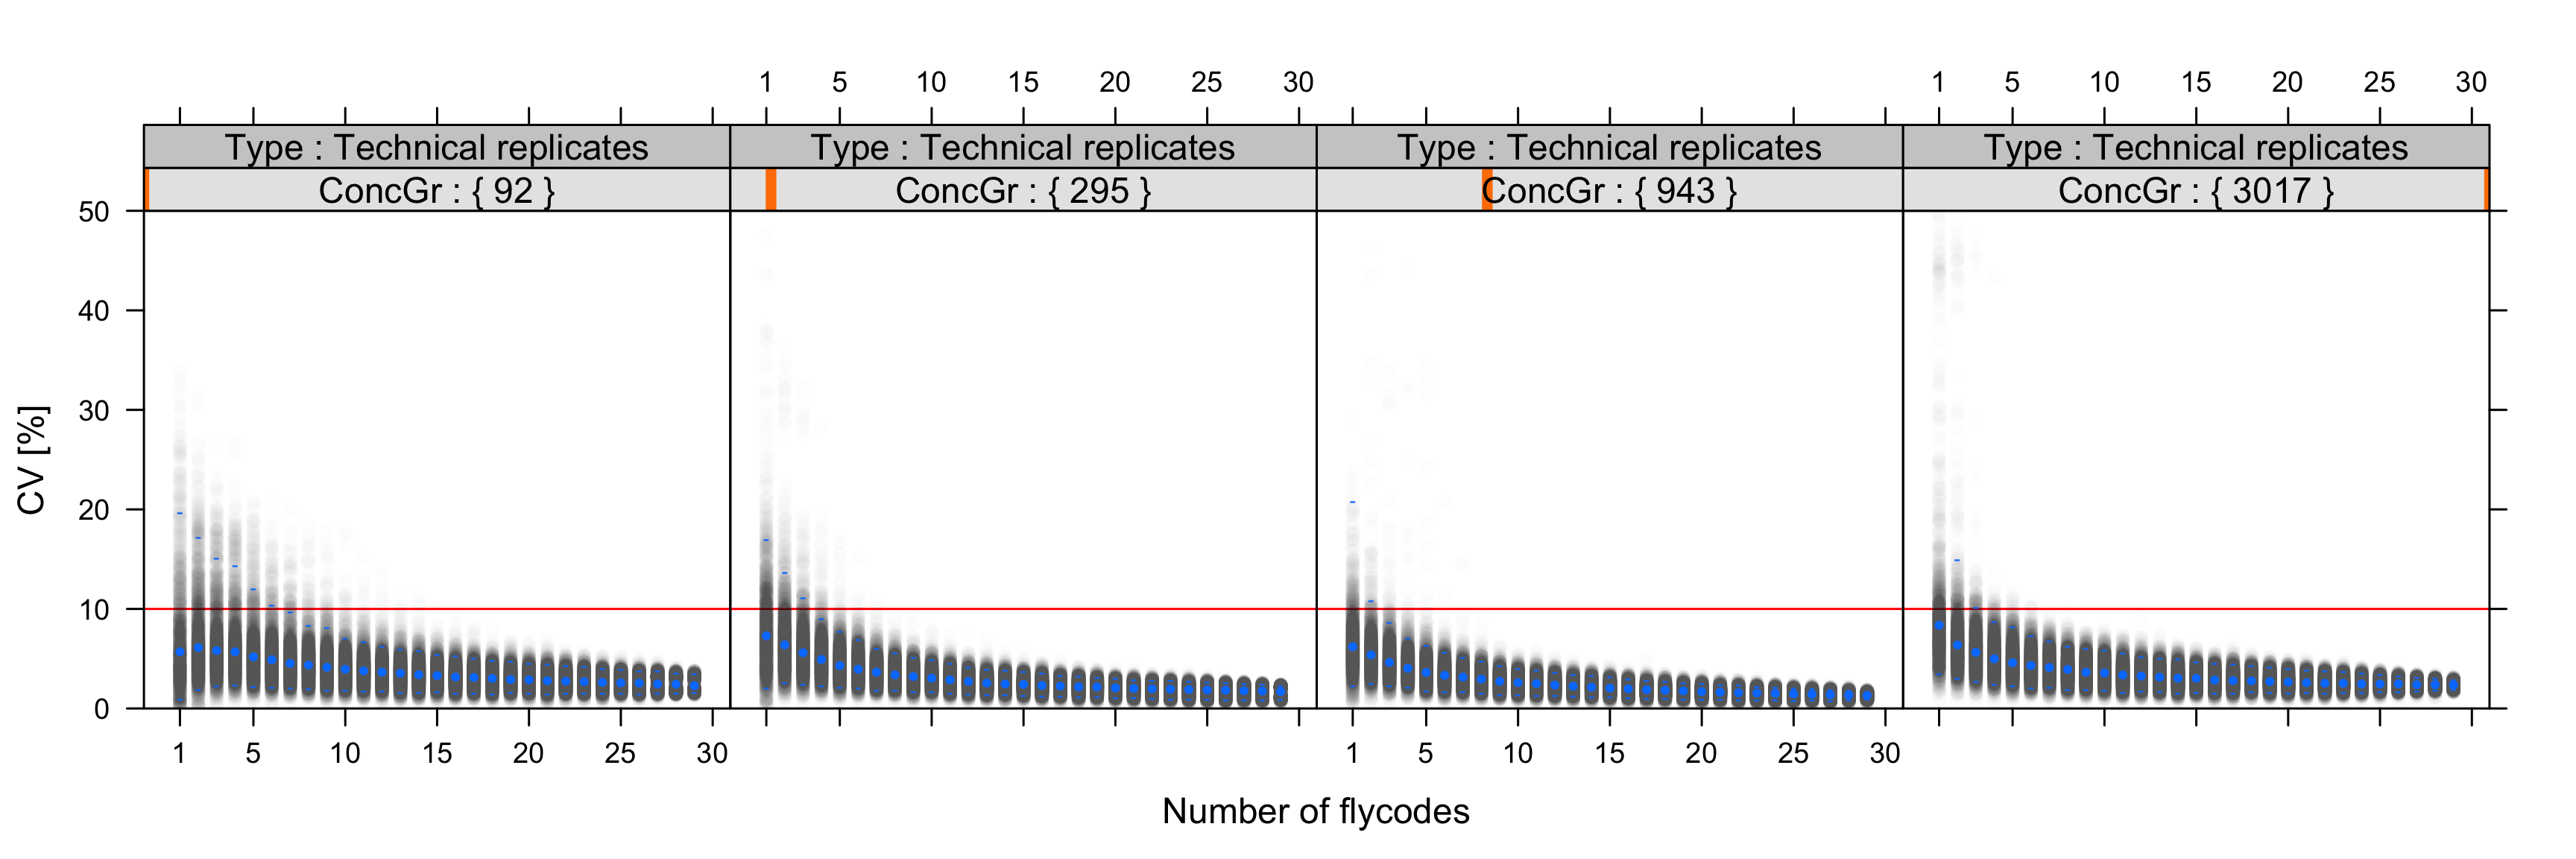 1 5 10 15 20 25 30 1 5 10 15 20 25 30
Type : Technical replicates Type : Technical replicates Type : Technical replicates Type : Technical replicates
ConcGr : { 92 } ConcGr : { 295 } ConcGr : { 943 } ConcGr : { 3017 }
50
40
30
20
10
0
CV [%]
1 5 10 15 20 25 30 1 5 10 15 20 25 30
Number of flycodes